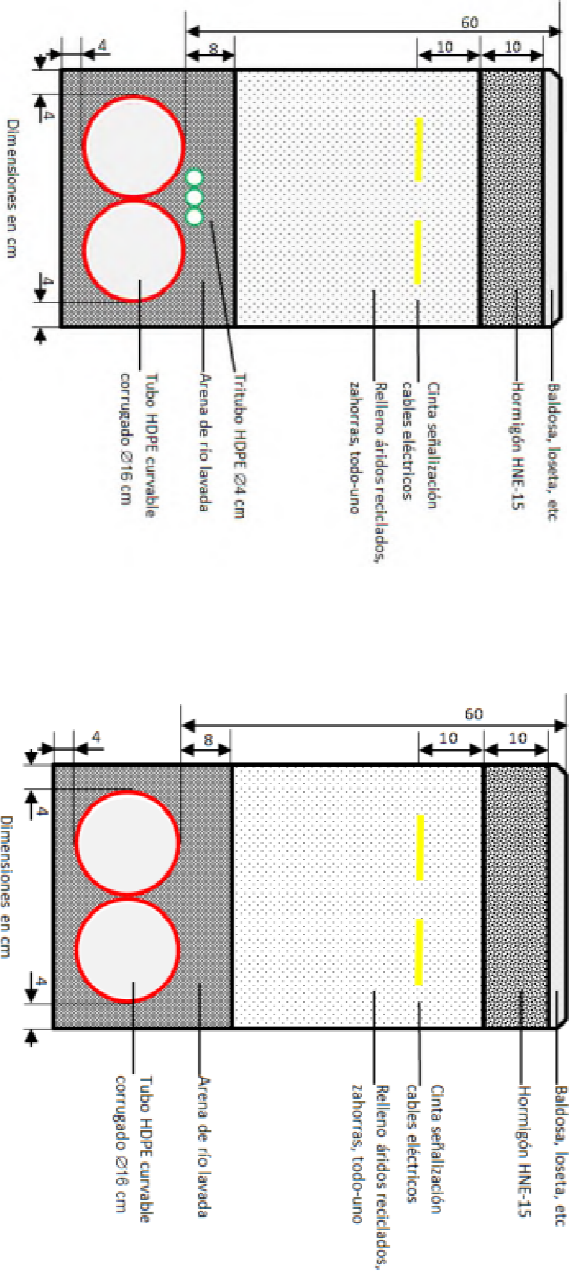 60
10
10
8
4
4
4
Baldosa, loseta, etc
Hormigón HNE-15
Cinta señalización
cables eléctricos
Relleno áridos reciclados,
zahorras, todo-uno
Tritubo HDPE ∅4 cm
Arena de río lavada
Tubo HDPE curvable
corrugado ∅16 cm
Dimensiones en cm
60
10
10
8
4
4
4
Baldosa, loseta, etc
Hormigón HNE-15
Cinta señalización
cables eléctricos
Relleno áridos reciclados,
zahorras, todo-uno
Arena de río lavada
Tubo HDPE curvable
corrugado ∅16 cm
Dimensiones en cm